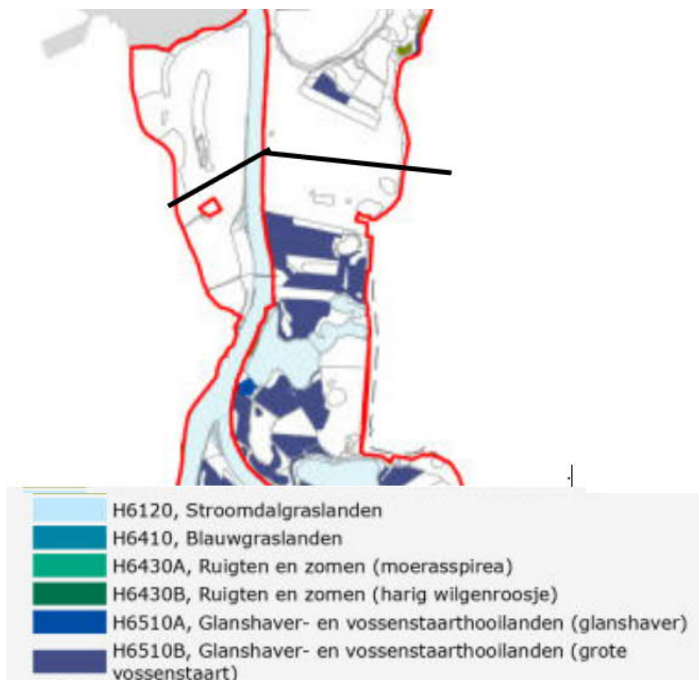 H6120, Stroomdalgraslanden
H6410, Blauwgraslanden
H6430A, Ruigten en zomen (moerasspirea)
H6430B, Ruigten en zomen (harig wilgenroosje)
H6510A, Glanshaver- en vossenstaarthooilanden (glanshaver)
H6510B, Glanshaver- en vossenstaarthooilanden (grote
vossenstaart)